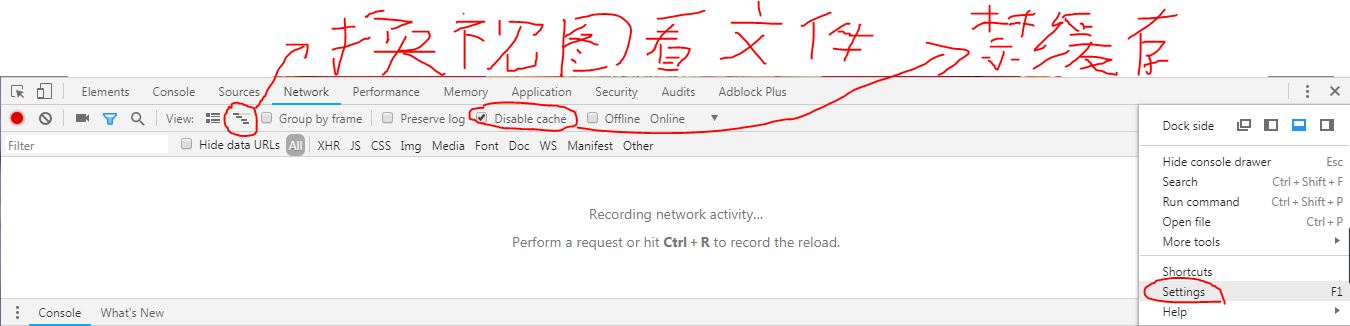 换视图看文件 禁缓存
Elements Console Sources Network Performance Memory Application Security Audits Adblock Plus
View: Group by frame Preserve log Disable cache Offline Online
Dock side
Filter Hide data URLs All XHR JS CSS Img Media Font Doc WS Manifest Other
Hide console drawer Esc
Search Ctrl + Shift + F
Run command Ctrl + Shift + P
Open file Ctrl + P
More tools
Shortcuts
Settings F1
Help
Recording network activity...
Perform a request or hit Ctrl + R to record the reload.
Console What's New